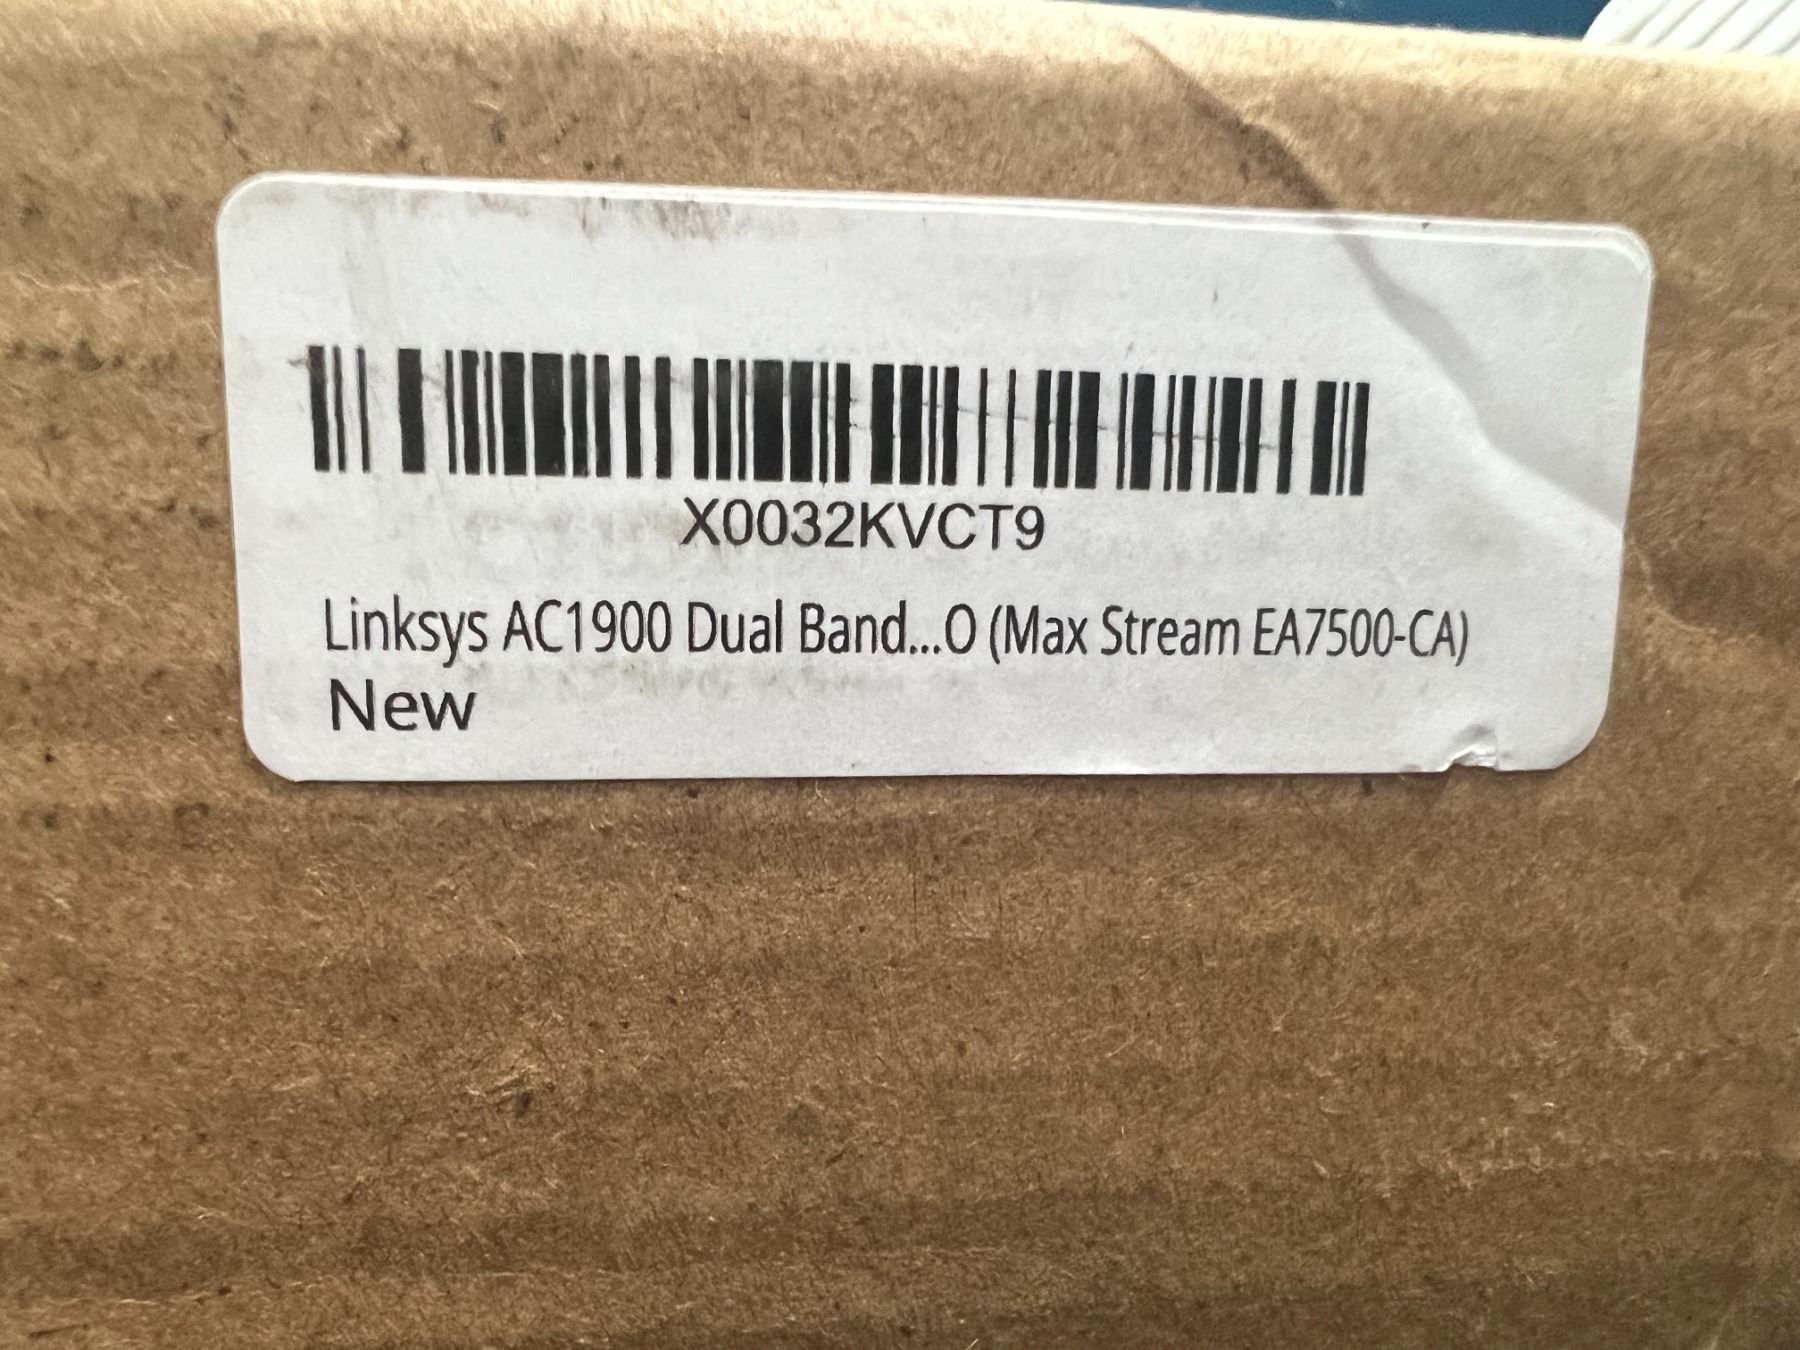 X0032KVCT9
Linksys AC1900 Dual Band...O (Max Stream EA7500-CA)
New